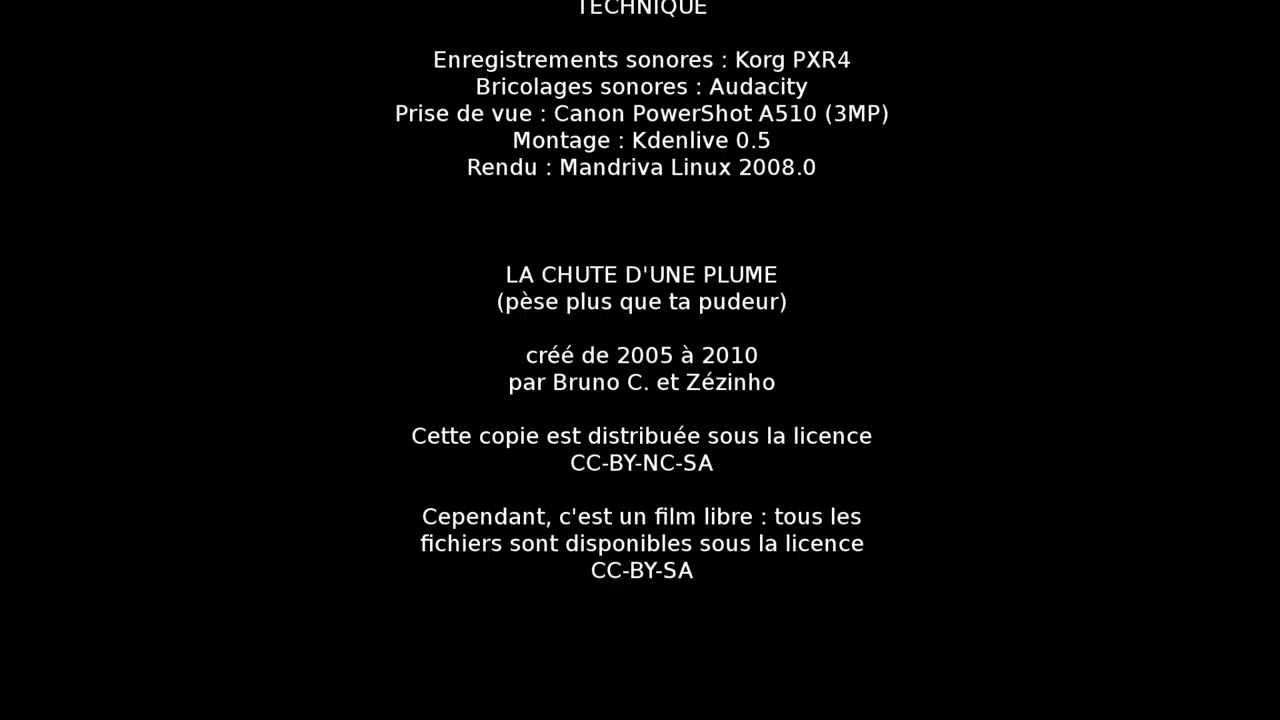 TECHNIQUE
Enregistrements sonores : Korg PXR4
Bricolages sonores : Audacity
Prise de vue : Canon PowerShot A510 (3MP)
Montage : Kdenlive 0.5
Rendu : Mandriva Linux 2008.0
LA CHUTE D'UNE PLUME
(pèse plus que ta pudeur)
créé de 2005 à 2010
par Bruno C. et Zézinho
Cette copie est distribuée sous la licence
CC-BY-NC-SA
Cependant, c'est un film libre : tous les
fichiers sont disponibles sous la licence
CC-BY-SA